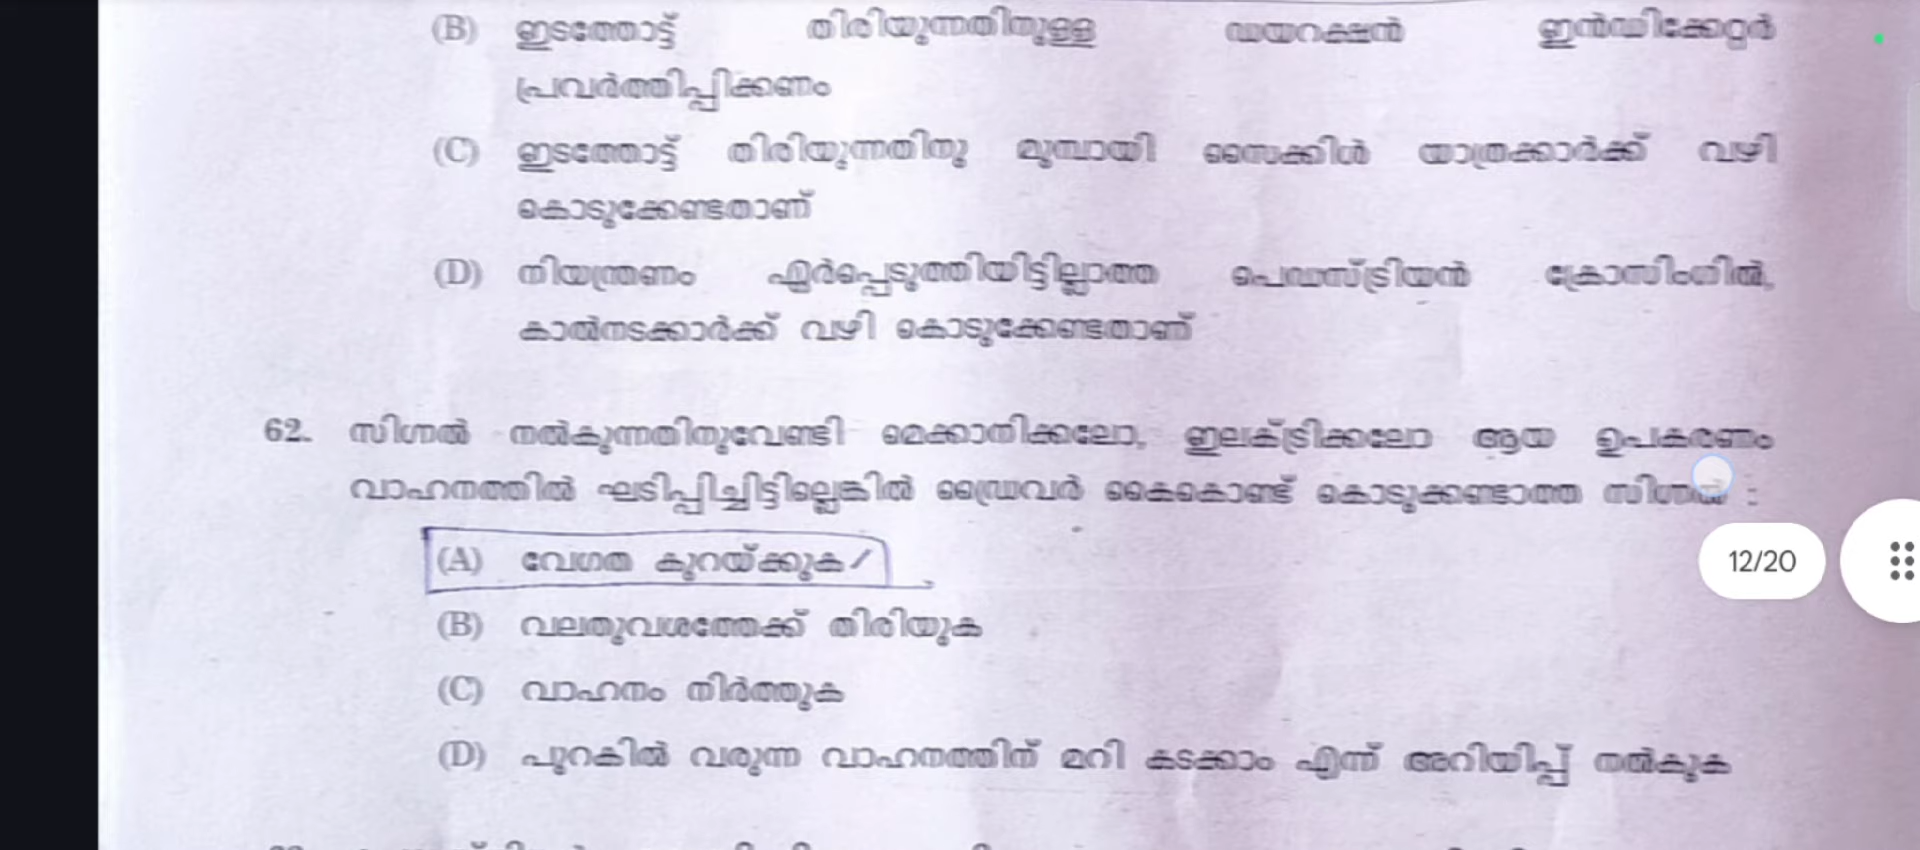 (B) ഇടത്തോട്ട് തിരിയുന്നതിനുള്ള ഡയറക്ഷൻ ഇൻഡിക്കേറ്റർ
പ്രവർത്തിപ്പിക്കണം
(C) ഇടത്തോട്ട് തിരിയുന്നതിനു മുമ്പായി സൈക്കിൾ യാത്രക്കാർക്ക് വഴി
കൊടുക്കേണ്ടതാണ്
(D) നിയന്ത്രണം ഏർപ്പെടുത്തിയിട്ടില്ലാത്ത പെഡസ്ട്രിയൻ ക്രോസിംഗിൽ,
കാൽനടക്കാർക്ക് വഴി കൊടുക്കേണ്ടതാണ്
62. സിഗ്നൽ നൽകുന്നതിനുവേണ്ടി മെക്കാനിക്കലോ, ഇലക്ട്രിക്കലോ ആയ ഉപകരണം
വാഹനത്തിൽ ഘടിപ്പിച്ചിട്ടില്ലെങ്കിൽ ഡ്രൈവർ കൈകൊണ്ട് കൊടുക്കണ്ടാത്ത സിഗ്നൽ :
(A) വേഗത കുറയ്ക്കുക
12/20
(B) വലതുവശത്തേക്ക് തിരിയുക
(C) വാഹനം നിർത്തുക
(D) പുറകിൽ വരുന്ന വാഹനത്തിന് മറി കടക്കാം എന്ന് അറിയിപ്പ് നൽകുക